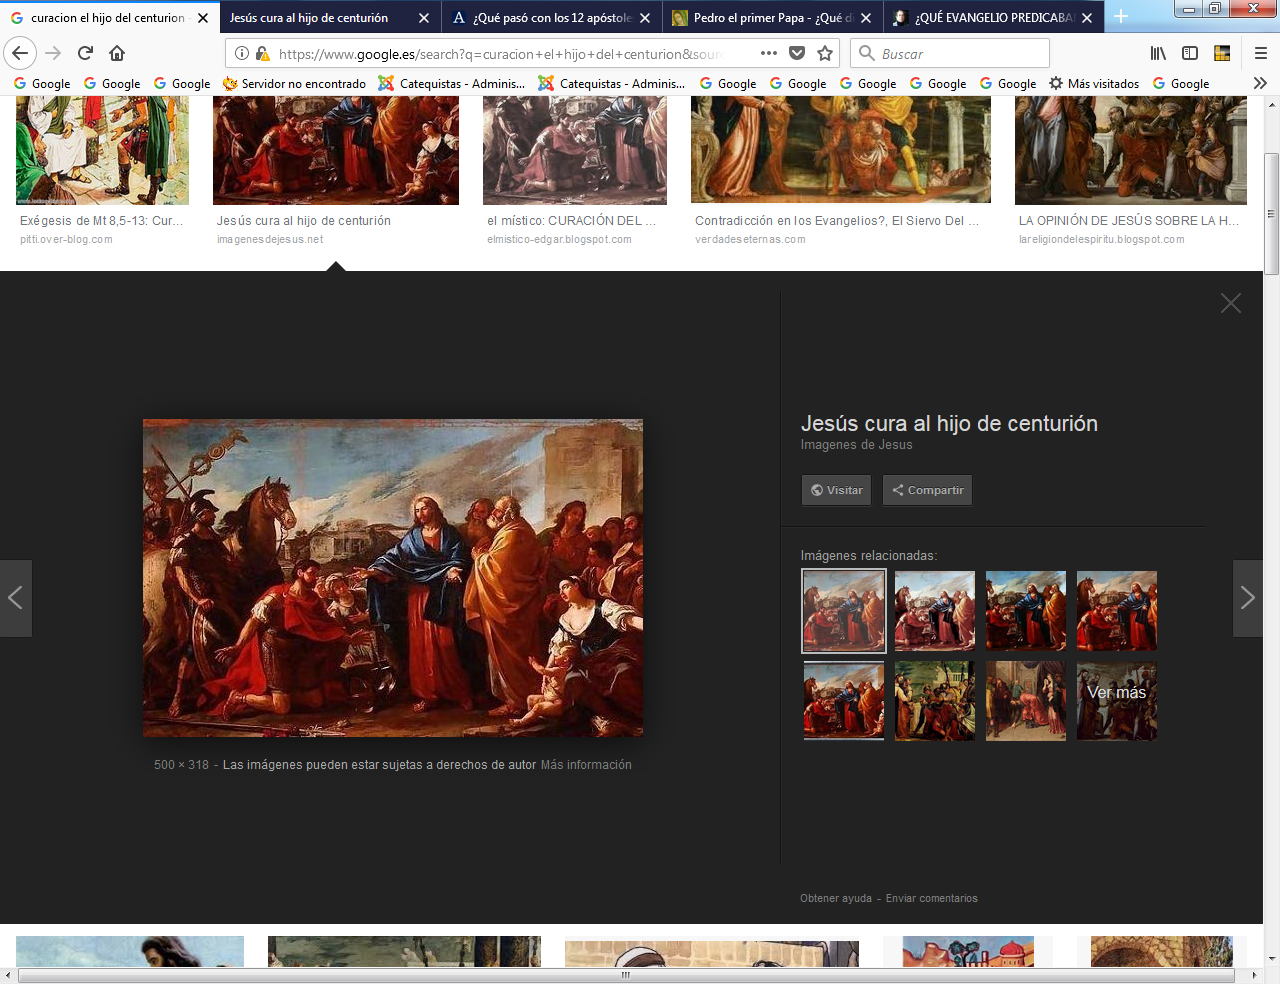 curacion el hijo del centurion
Jesús cura al hijo de centurión
¿Qué pasó con los 12 apóstole
Pedro el primer Papa - ¿Qué di
¿QUÉ EVANGELIO PREDICABA
https://www.google.es/search?q=curacion+el+hijo+del+centurion&sour
Buscar
Google
Google
Google
Servidor no encontrado
Catequistas - Adminis...
Catequistas - Adminis...
Google
Google
Google
Google
Google
Más visitados
Google
Exégesis de Mt 8,5-13: Cur...
pitti.over-blog.com
Jesús cura al hijo de centurión
imagenesdejesus.net
el místico: CURACIÓN DEL ...
elmistico-edgar.blogspot.com
Contradicción en los Evangelios?, El Siervo Del ...
verdadeseternas.com
LA OPINIÓN DE JESÚS SOBRE LA H...
lareligiondelespiritu.blogspot.com
Jesús cura al hijo de centurión
Imagenes de Jesus
Visitar
Compartir
Imágenes relacionadas:
Ver más
500 × 318 - Las imágenes pueden estar sujetas a derechos de autor Más información
Obtener ayuda - Enviar comentarios